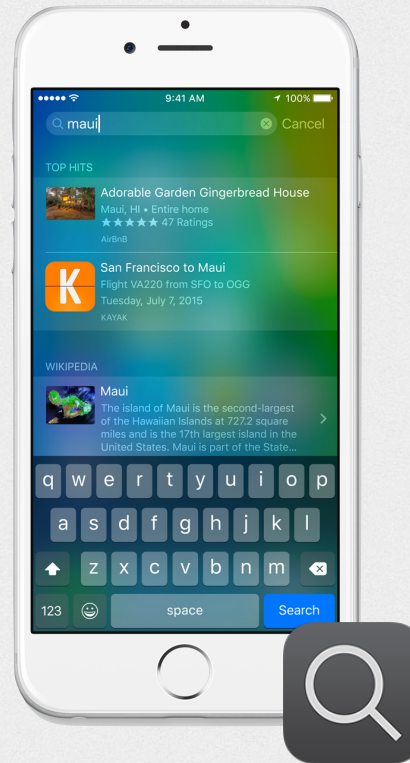 9:41 AM
100%
maui
Cancel
TOP HITS
Adorable Garden Gingerbread House
Maui, HI • Entire home
★★★★★ 47 Ratings
AirBnB
K
San Francisco to Maui
Flight VA220 from SFO to OGG
Tuesday, July 7, 2015
KAYAK
WIKIPEDIA
Maui
The island of Maui is the second-largest
of the Hawaiian Islands at 727.2 square
miles and is the 17th largest island in the
United States. Maui is part of the State...
q w e r t y u i o p
a s d f g h j k l
z x c v b n m
123
space
Search